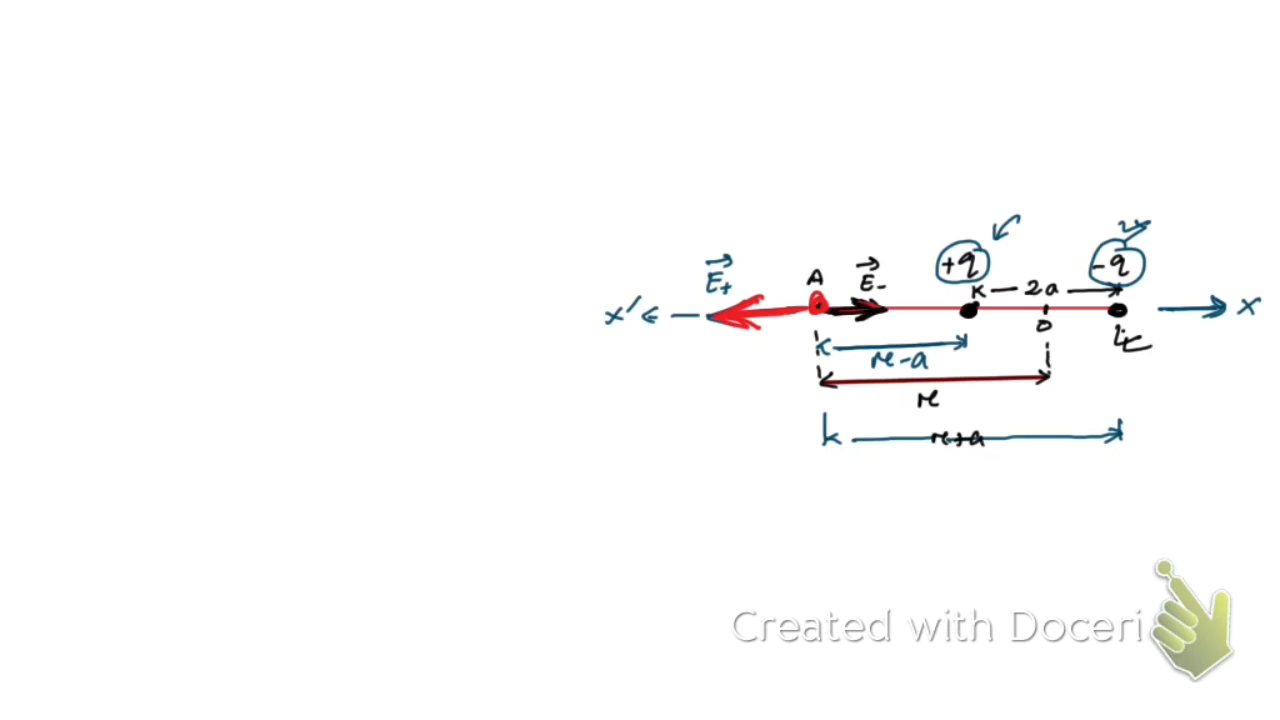 +q
-q
E+
A
E-
2a
x'
x
O
r-a
r
r+a
Created with Doceri